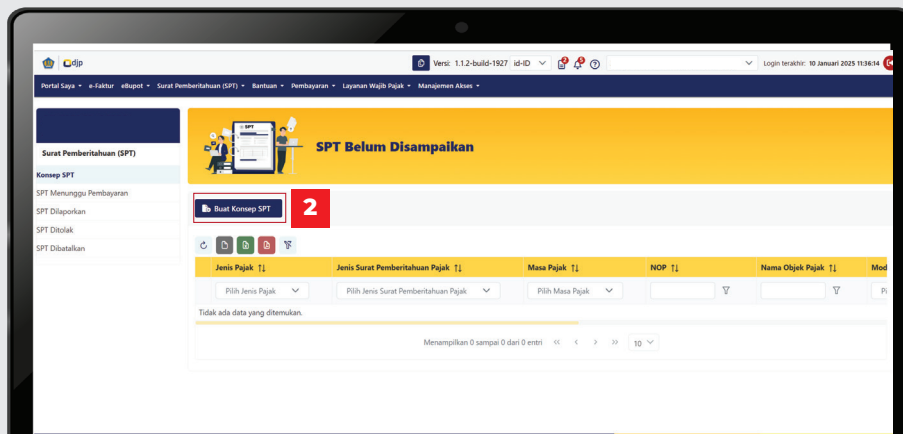 djp
Versi: 1.1.2-build-1927 id-ID
Login terakhir: 10 Januari 2025 11:36:14
Portal Saya e-Faktur eBupot Surat Pemberitahuan (SPT) Bantuan Pembayaran Layanan Wajib Pajak Manajemen Akses
SPT
SPT Belum Disampaikan
Surat Pemberitahuan (SPT)
Konsep SPT
SPT Menunggu Pembayaran
SPT Dilaporkan
SPT Ditolak
SPT Dibatalkan
Buat Konsep SPT
2
Jenis Pajak Jenis Surat Pemberitahuan Pajak Masa Pajak NOP Nama Objek Pajak Mod
Pilih Jenis Pajak Pilih Jenis Surat Pemberitahuan Pajak Pilih Masa Pajak Pi
Tidak ada data yang ditemukan.
Menampilkan 0 sampai 0 dari 0 entri << < > >> 10